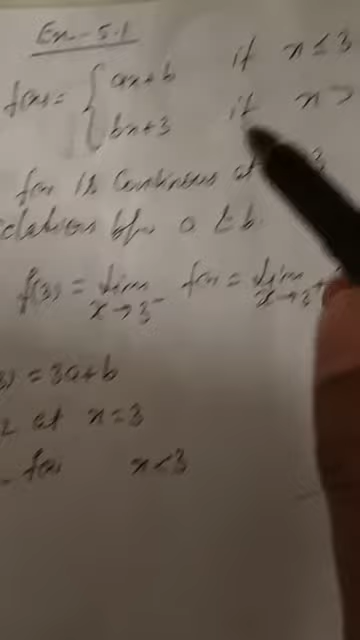 Ex - 5.1
f(x) = { ax+b if x ≤ 3
bx+3 if x >
f(x) is continuous at 3
a & b.
f(3) = lim x→3⁻ f(x) = lim x→3⁺
) = 3a+b
at x = 3
f(x) x<3